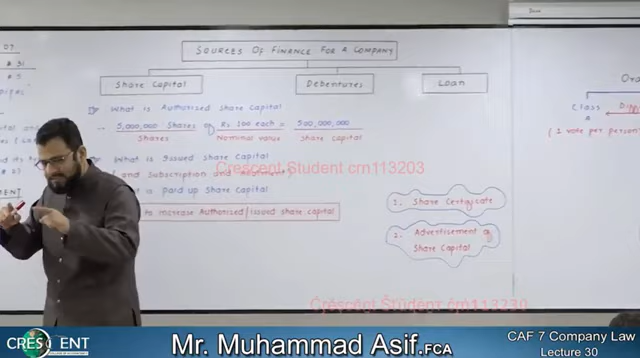 SOURCES OF FINANCE FOR A COMPANY
Share Capital
Debentures
Loan
What is Authorised Share Capital
5,000,000 Shares of Rs 100 each = 500,000,000
Shares
Nominal value
Share Capital
What is Issued Share Capital
and Subscription and
Paid up Share Capital
to increase Authorised/Issued share capital
1. Share Certificate
2. Advertisement of
Share Capital
Class
(1 vote per person
Crescent Student crn113203
Crescent Student crn113230
CRESCENT
Mr. Muhammad Asif.FCA
CAF 7 Company Law
Lecture 30